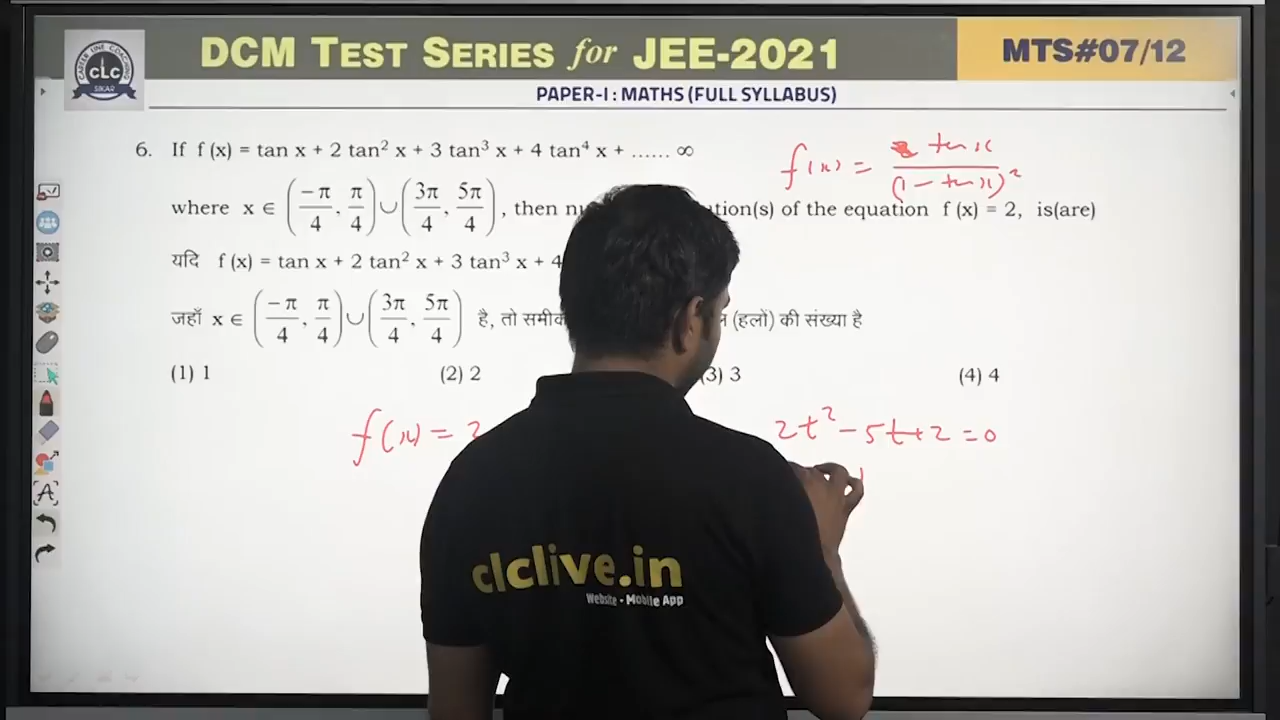 DCM TEST SERIES for JEE-2021
MTS#07/12
CAREER LINE COACHING
CLC
SIKAR
PAPER-I : MATHS (FULL SYLLABUS)
6. If f (x) = tan x + 2 tan² x + 3 tan³ x + 4 tan⁴ x + ...... ∞
f(x) = tan x / (1 - tan x)²
where x ∈ (-π/4, π/4) ∪ (3π/4, 5π/4), then of the equation f (x) = 2, is(are)
यदि f (x) = tan x + 2 tan² x + 3 tan³ x + 4
जहाँ x ∈ (-π/4, π/4) ∪ (3π/4, 5π/4) है, तो (हलों) की संख्या है
(1) 1 (2) 2 (3) 3 (4) 4
f(x) = 2 2t² - 5t + 2 = 0
clclive.in
Website - Mobile App